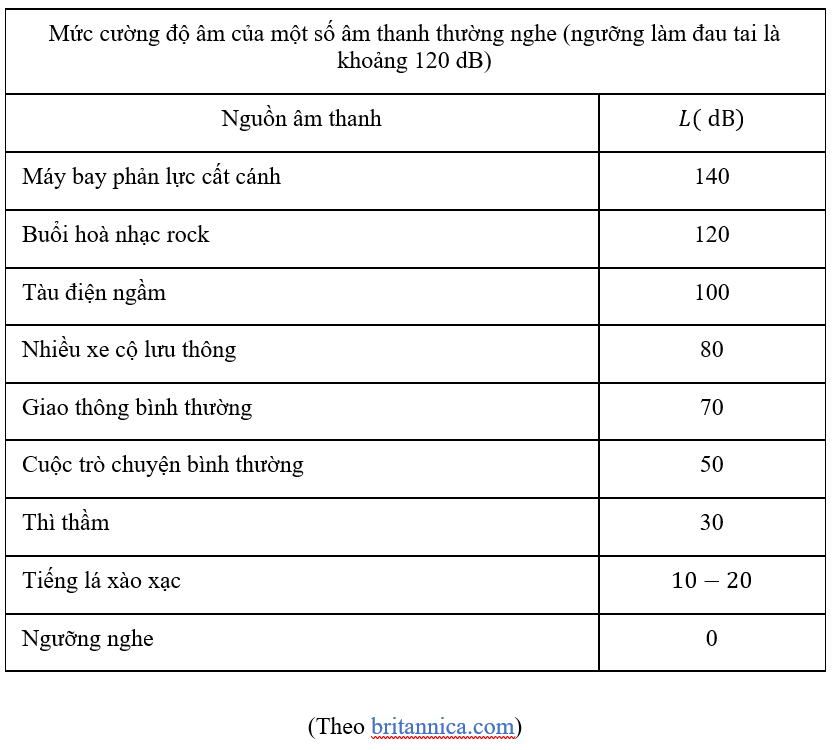 Mức cường độ âm của một số âm thanh thường nghe (ngưỡng làm đau tai là
khoảng 120 dB)
Nguồn âm thanh L( dB)
Máy bay phản lực cất cánh 140
Buổi hoà nhạc rock 120
Tàu điện ngầm 100
Nhiều xe cộ lưu thông 80
Giao thông bình thường 70
Cuộc trò chuyện bình thường 50
Thì thầm 30
Tiếng lá xào xạc 10 − 20
Ngưỡng nghe 0
(Theo britannica.com)